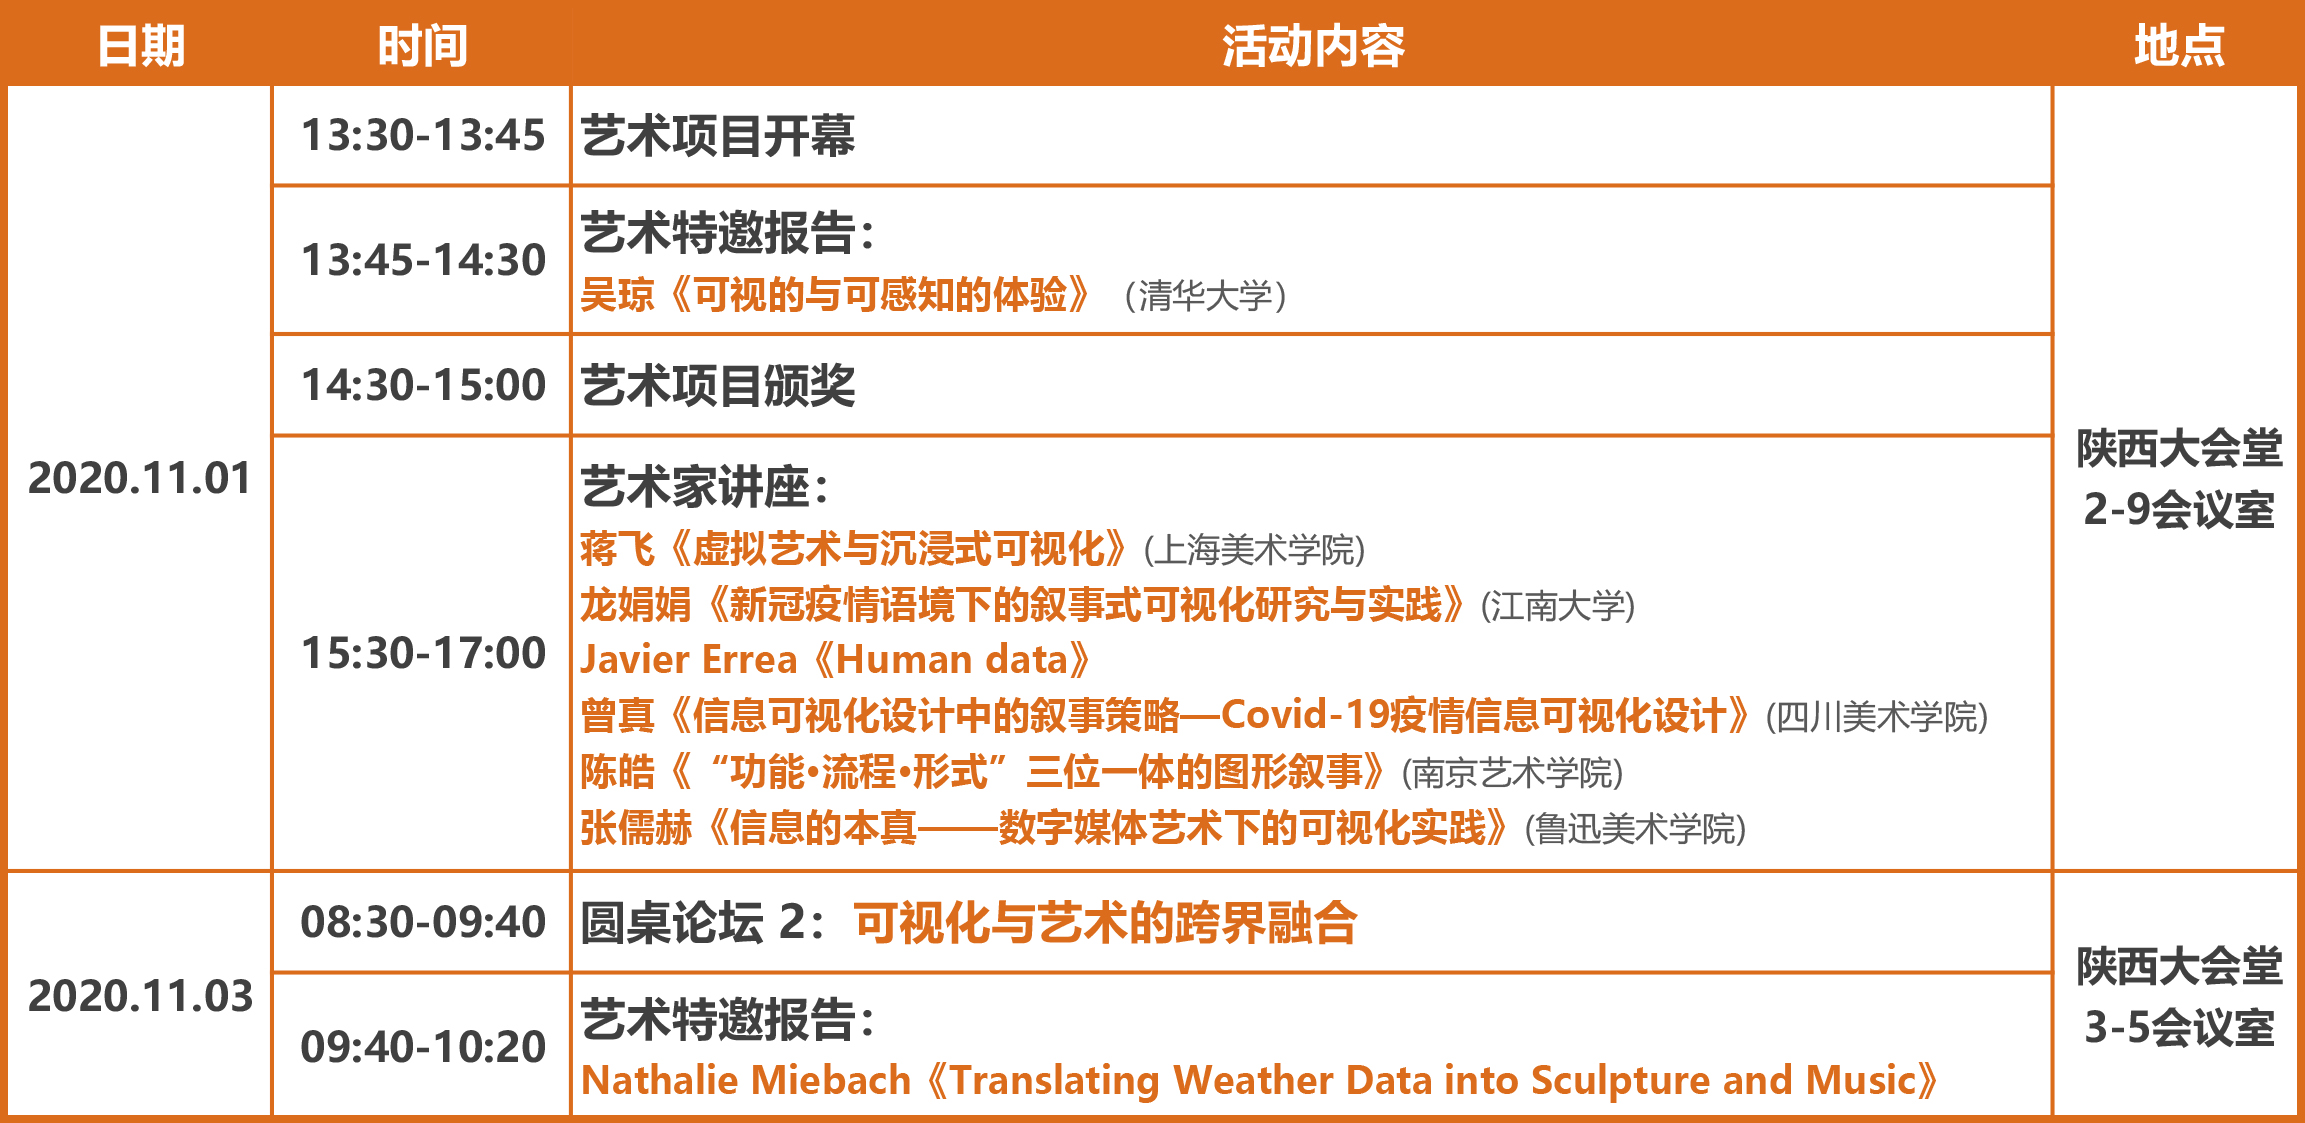 日期 时间 活动内容 地点
2020.11.01
13:30-13:45 艺术项目开幕
13:45-14:30 艺术特邀报告：
吴琼《可视的与可感知的体验》（清华大学）
14:30-15:00 艺术项目颁奖
15:30-17:00 艺术家讲座：
蒋飞《虚拟艺术与沉浸式可视化》(上海美术学院)
龙娟娟《新冠疫情语境下的叙事式可视化研究与实践》(江南大学)
Javier Errea《Human data》
曾真《信息可视化设计中的叙事策略—Covid-19疫情信息可视化设计》(四川美术学院)
陈皓《“功能·流程·形式”三位一体的图形叙事》(南京艺术学院)
张儒赫《信息的本真——数字媒体艺术下的可视化实践》(鲁迅美术学院)
陕西大会堂
2-9会议室
2020.11.03
08:30-09:40 圆桌论坛 2：可视化与艺术的跨界融合
09:40-10:20 艺术特邀报告：
Nathalie Miebach《Translating Weather Data into Sculpture and Music》
陕西大会堂
3-5会议室